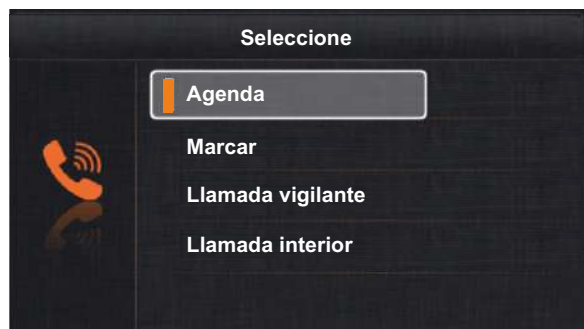 Seleccione
Agenda
Marcar
Llamada vigilante
Llamada interior